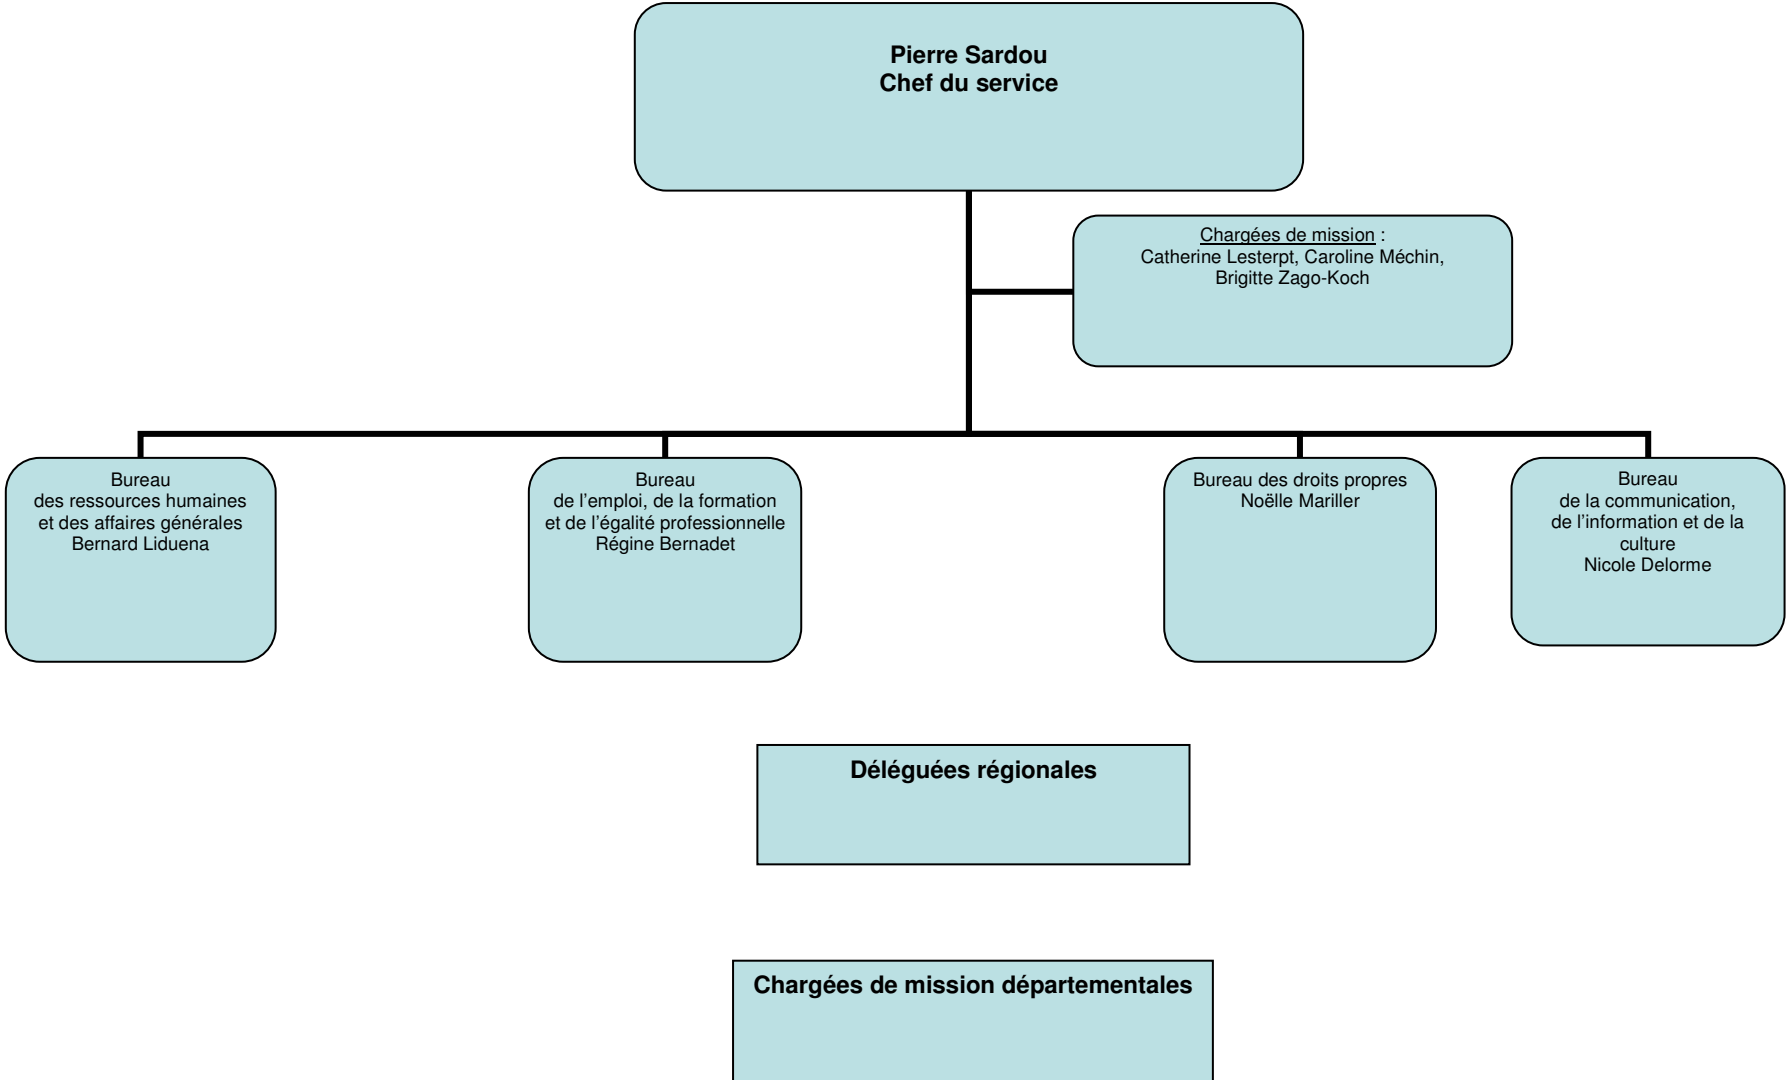 Pierre Sardou
Chef du service
Chargées de mission :
Catherine Lesterpt, Caroline Méchin,
Brigitte Zago-Koch
Bureau
des ressources humaines
et des affaires générales
Bernard Liduena
Bureau
de l’emploi, de la formation
et de l’égalité professionnelle
Régine Bernadet
Bureau des droits propres
Noëlle Mariller
Bureau
de la communication,
de l’information et de la
culture
Nicole Delorme
Déléguées régionales
Chargées de mission départementales